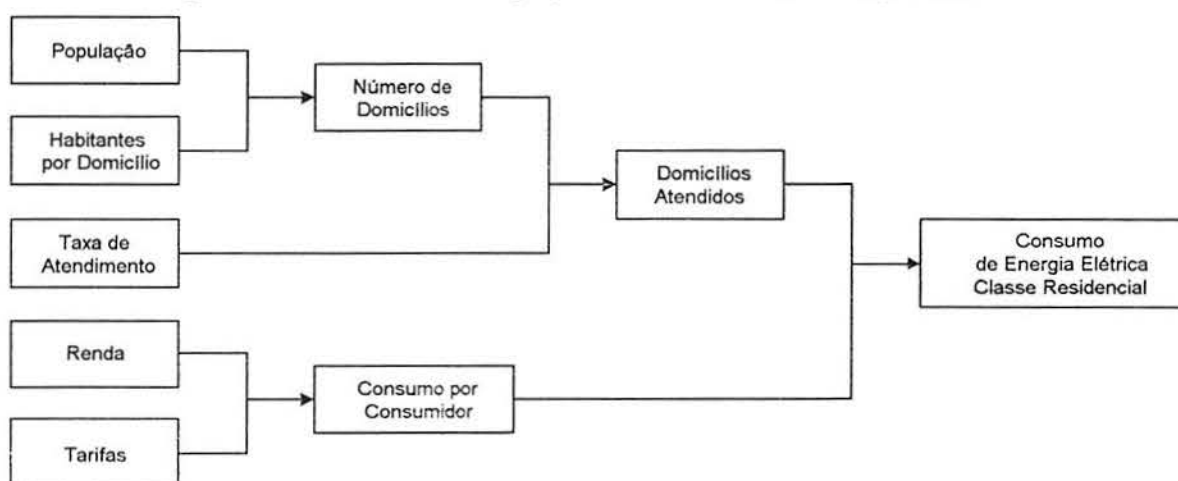 População
Número de
Domicílios
Habitantes
por Domicílio
Domicílios
Atendidos
Taxa de
Atendimento
Consumo
de Energia Elétrica
Classe Residencial
Renda
Consumo por
Consumidor
Tarifas